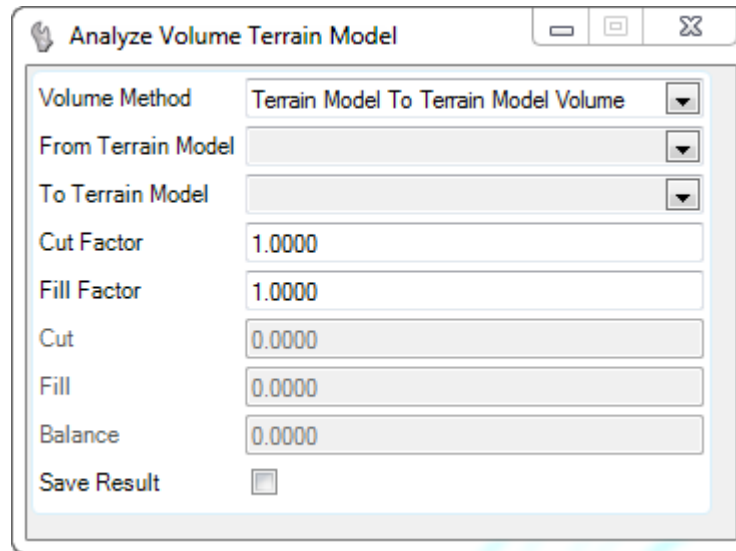 Analyze Volume Terrain Model
Volume Method Terrain Model To Terrain Model Volume
From Terrain Model
To Terrain Model
Cut Factor 1.0000
Fill Factor 1.0000
Cut 0.0000
Fill 0.0000
Balance 0.0000
Save Result